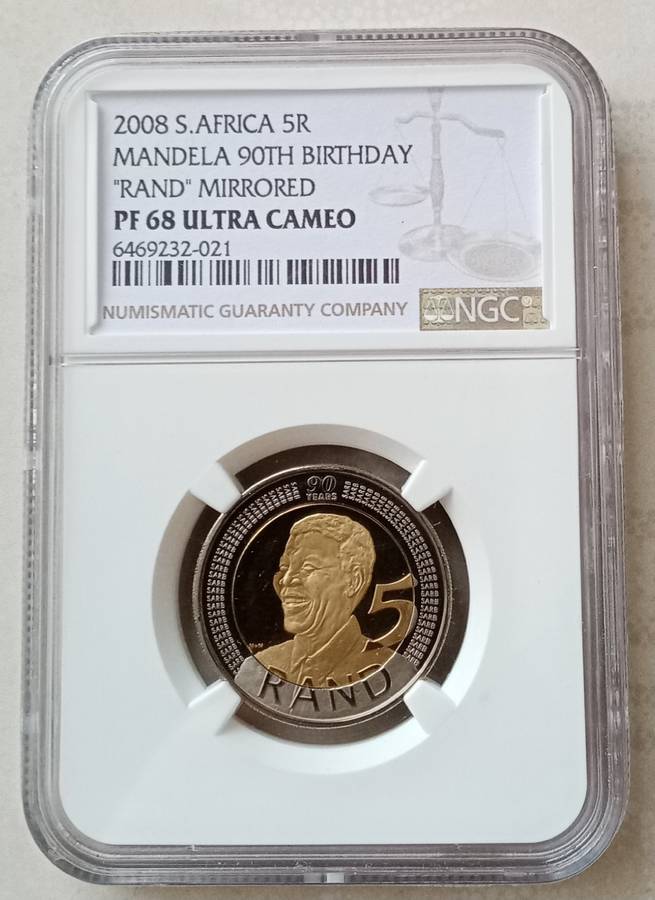 2008 S.AFRICA 5R
MANDELA 90TH BIRTHDAY
"RAND" MIRRORED
PF 68 ULTRA CAMEO
6469232-021
NUMISMATIC GUARANTY COMPANY
NGC
90
YEARS
5
RAND